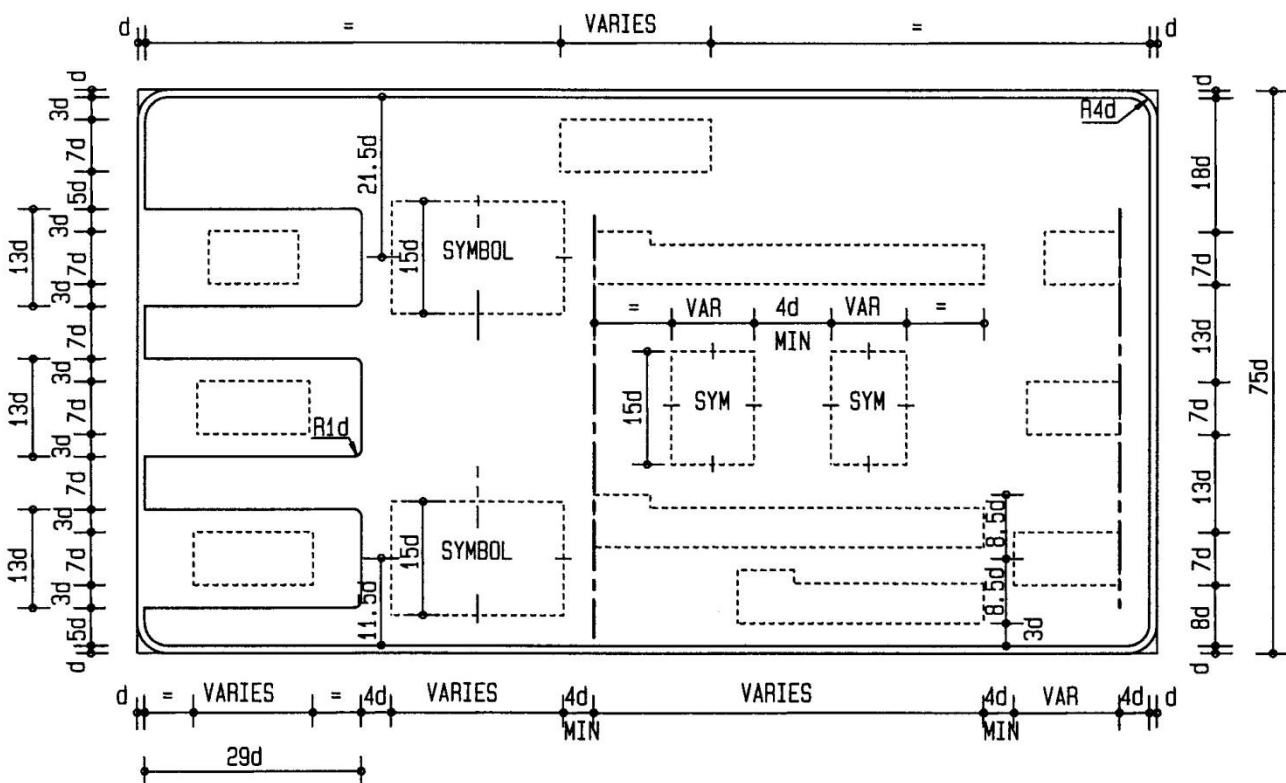 d = VARIES = d
d 3d 7d 5d 3d 7d 3d 7d 3d 7d 3d 7d 3d 7d 3d 5d d
13d
13d
13d
21.5d
15d
SYMBOL
R4d
= VAR 4d VAR =
MIN
15d
SYM SYM
R1d
15d
SYMBOL
11.5d
8.5d
8.5d
3d
d 18d 7d 13d 7d 13d 7d 8d d
75d
d = VARIES = 4d VARIES 4d VARIES 4d VAR 4d d
MIN MIN
29d